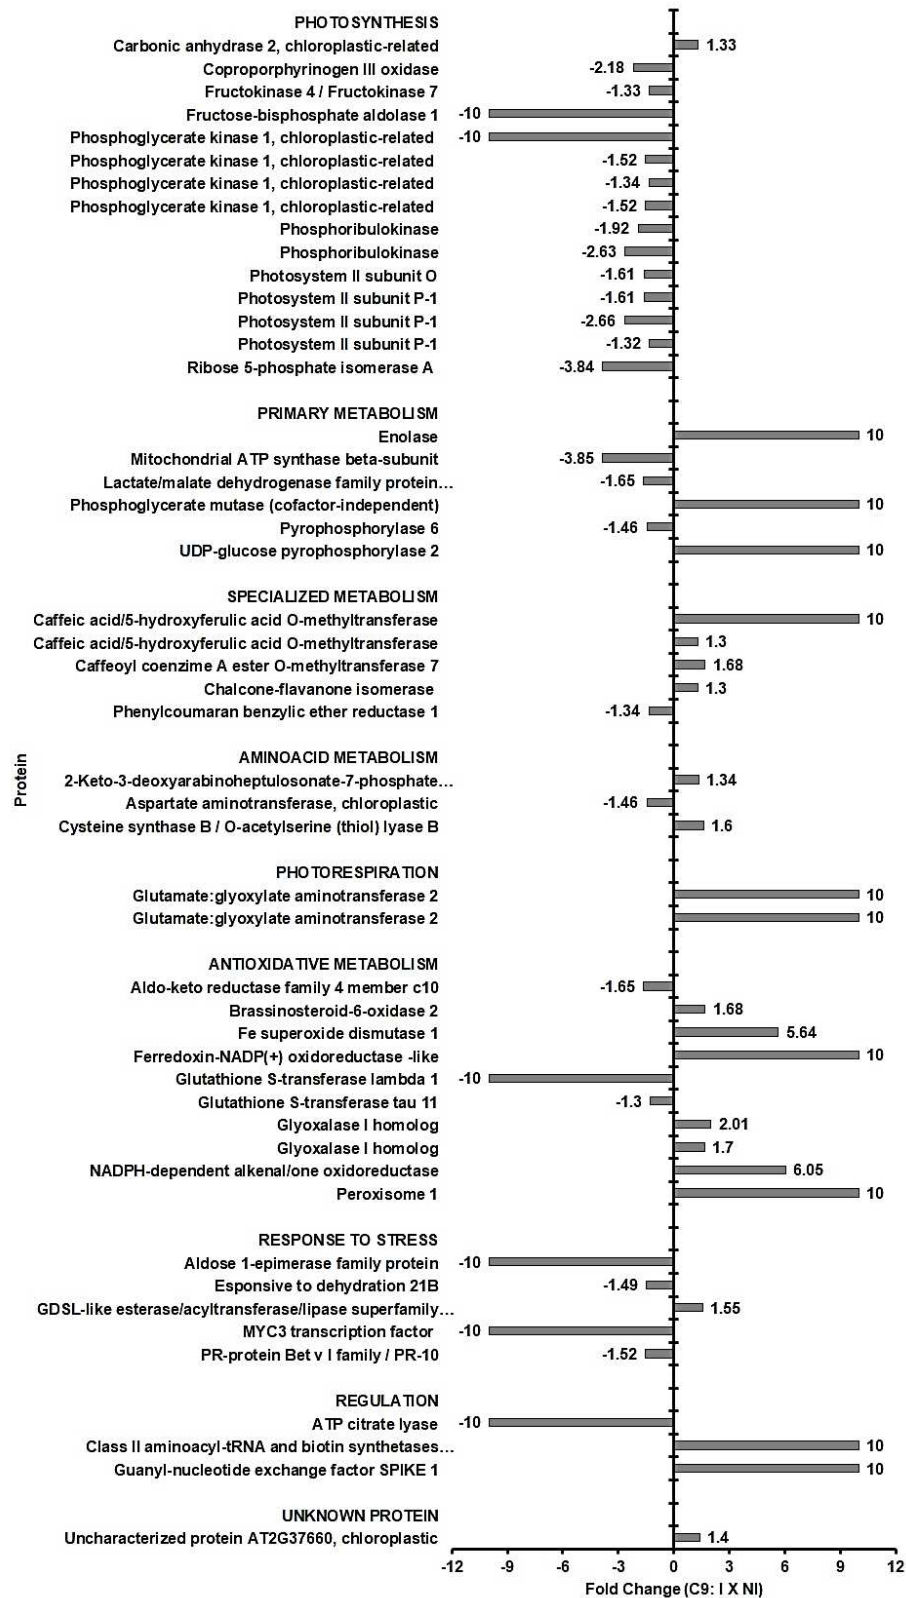 PHOTOSYNTHESIS
Carbonic anhydrase 2, chloroplastic-related 1.33
Coproporphyrinogen III oxidase -2.18
Fructokinase 4 / Fructokinase 7 -1.33
Fructose-bisphosphate aldolase 1 -10
Phosphoglycerate kinase 1, chloroplastic-related -10
Phosphoglycerate kinase 1, chloroplastic-related -1.52
Phosphoglycerate kinase 1, chloroplastic-related -1.34
Phosphoglycerate kinase 1, chloroplastic-related -1.52
Phosphoribulokinase -1.92
Phosphoribulokinase -2.63
Photosystem II subunit O -1.61
Photosystem II subunit P-1 -1.61
Photosystem II subunit P-1 -2.66
Photosystem II subunit P-1 -1.32
Ribose 5-phosphate isomerase A -3.84
PRIMARY METABOLISM
Enolase 10
Mitochondrial ATP synthase beta-subunit -3.85
Lactate/malate dehydrogenase family protein… -1.65
Phosphoglycerate mutase (cofactor-independent) 10
Pyrophosphorylase 6 -1.46
UDP-glucose pyrophosphorylase 2 10
SPECIALIZED METABOLISM
Caffeic acid/5-hydroxyferulic acid O-methyltransferase 10
Caffeic acid/5-hydroxyferulic acid O-methyltransferase 1.3
Caffeoyl coenzime A ester O-methyltransferase 7 1.68
Chalcone-flavanone isomerase 1.3
Phenylcoumaran benzylic ether reductase 1 -1.34
AMINOACID METABOLISM
2-Keto-3-deoxyarabinoheptulosonate-7-phosphate… 1.34
Aspartate aminotransferase, chloroplastic -1.46
Cysteine synthase B / O-acetylserine (thiol) lyase B 1.6
PHOTORESPIRATION
Glutamate:glyoxylate aminotransferase 2 10
Glutamate:glyoxylate aminotransferase 2 10
ANTIOXIDATIVE METABOLISM
Aldo-keto reductase family 4 member c10 -1.65
Brassinosteroid-6-oxidase 2 1.68
Fe superoxide dismutase 1 5.64
Ferredoxin-NADP(+) oxidoreductase -like 10
Glutathione S-transferase lambda 1 -10
Glutathione S-transferase tau 11 -1.3
Glyoxalase I homolog 2.01
Glyoxalase I homolog 1.7
NADPH-dependent alkenal/one oxidoreductase 6.05
Peroxisome 1 10
RESPONSE TO STRESS
Aldose 1-epimerase family protein -10
Esponsive to dehydration 21B -1.49
GDSL-like esterase/acyltransferase/lipase superfamily… 1.55
MYC3 transcription factor -10
PR-protein Bet v I family / PR-10 -1.52
REGULATION
ATP citrate lyase -10
Class II aminoacyl-tRNA and biotin synthetases… 10
Guanyl-nucleotide exchange factor SPIKE 1 10
UNKNOWN PROTEIN
Uncharacterized protein AT2G37660, chloroplastic 1.4
Protein
-12 -9 -6 -3 0 3 6 9 12
Fold Change (C9: I X NI)